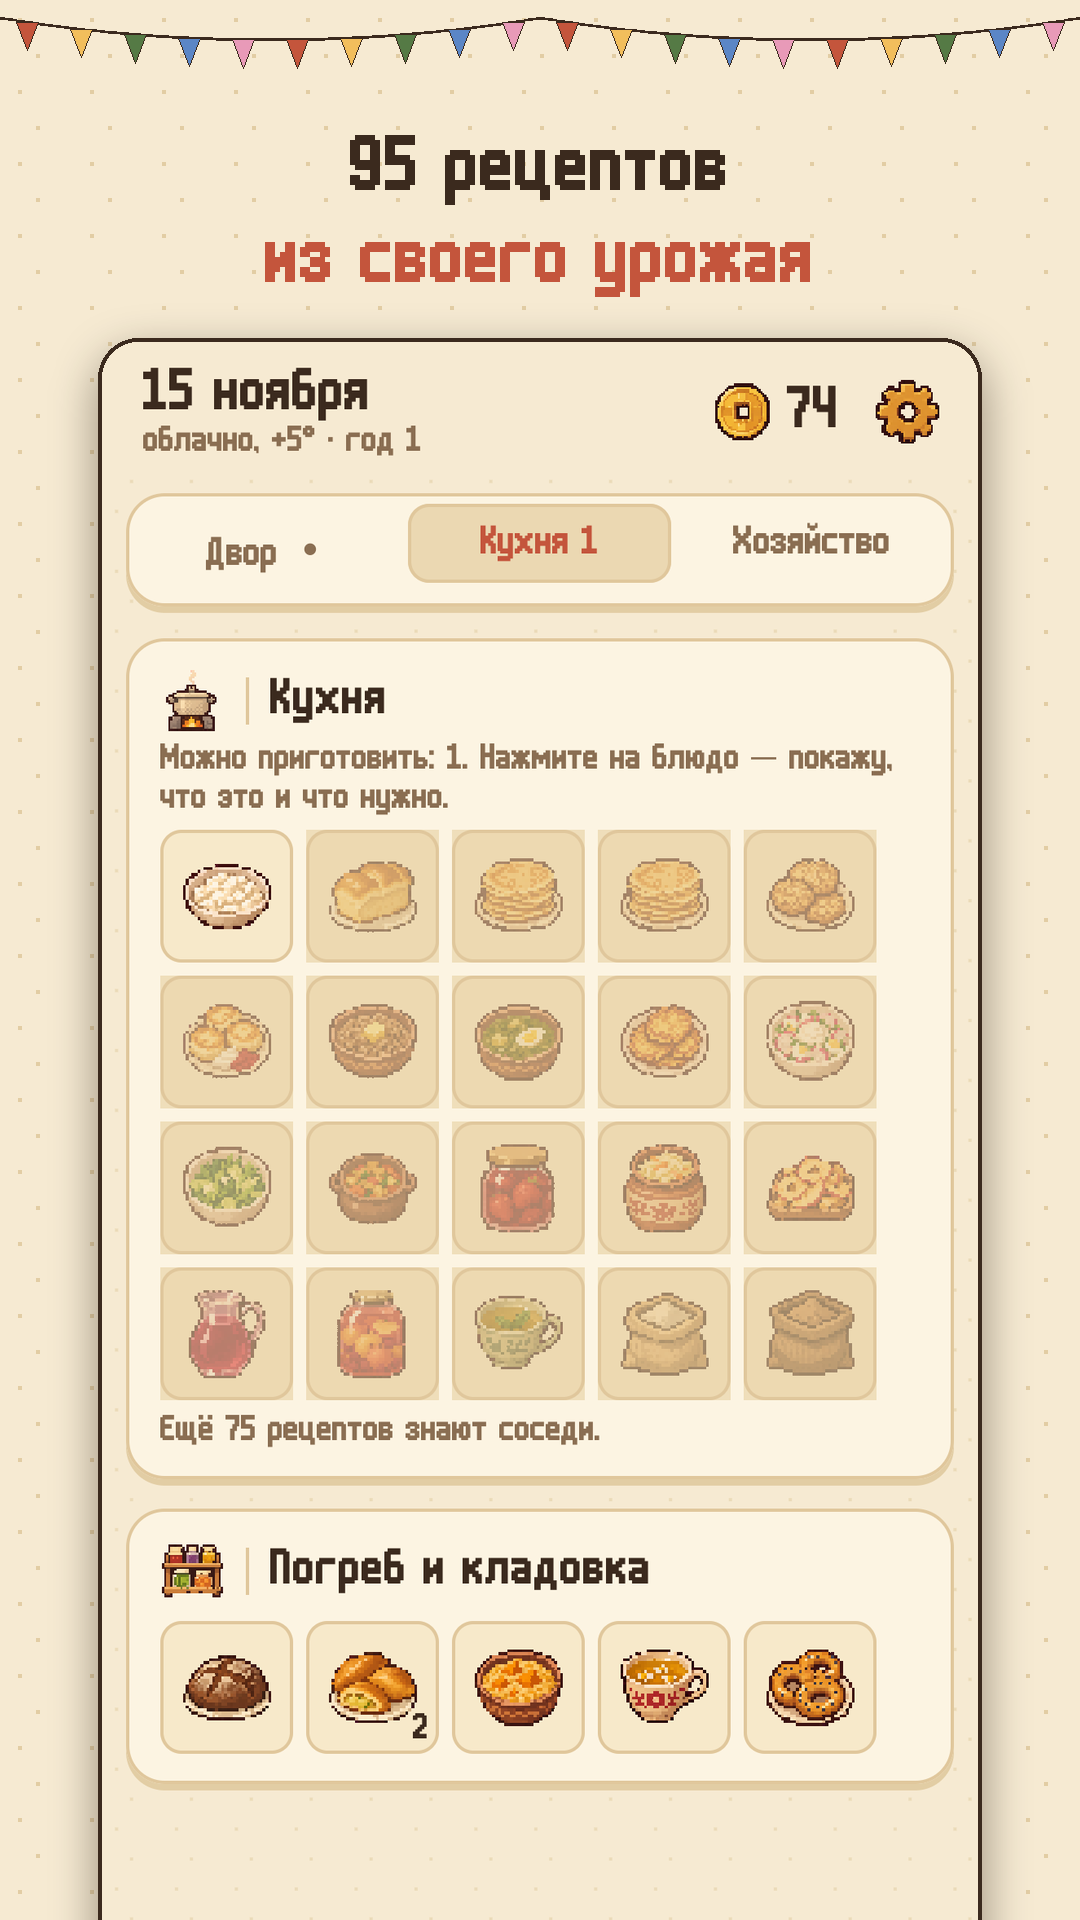 95 рецептов
из своего урожая
15 ноября
облачно, +5° · год 1
74
Двор •
Кухня 1
Хозяйство
Кухня
Можно приготовить: 1. Нажмите на блюдо — покажу,
что это и что нужно.
Ещё 75 рецептов знают соседи.
Погреб и кладовка
2